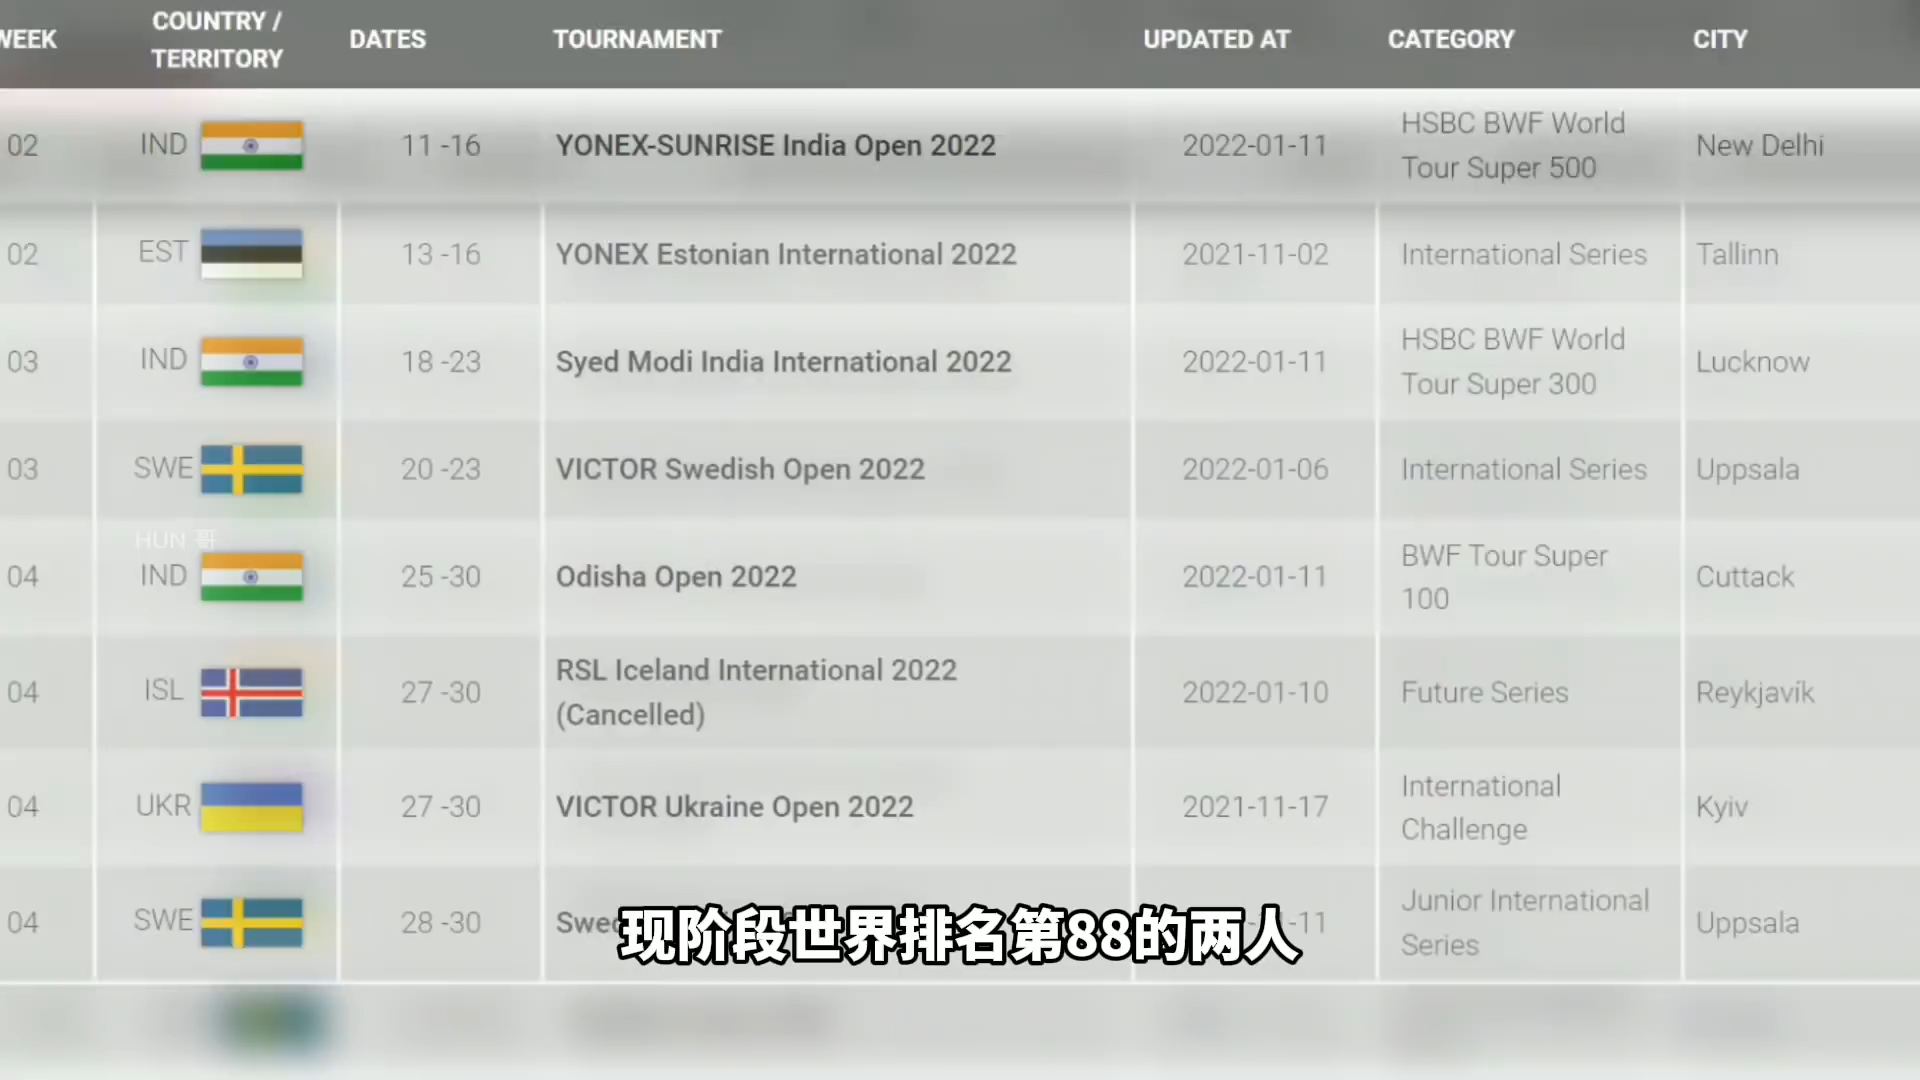 WEEK COUNTRY / TERRITORY DATES TOURNAMENT UPDATED AT CATEGORY CITY
02 IND 11 -16 YONEX-SUNRISE India Open 2022 2022-01-11 HSBC BWF World Tour Super 500 New Delhi
02 EST 13 -16 YONEX Estonian International 2022 2021-11-02 International Series Tallinn
03 IND 18 -23 Syed Modi India International 2022 2022-01-11 HSBC BWF World Tour Super 300 Lucknow
03 SWE 20 -23 VICTOR Swedish Open 2022 2022-01-06 International Series Uppsala
HUN 哥
04 IND 25 -30 Odisha Open 2022 2022-01-11 BWF Tour Super 100 Cuttack
04 ISL 27 -30 RSL Iceland International 2022 (Cancelled) 2022-01-10 Future Series Reykjavík
04 UKR 27 -30 VICTOR Ukraine Open 2022 2021-11-17 International Challenge Kyiv
04 SWE 28 -30 Junior International Series Uppsala
现阶段世界排名第88的两人